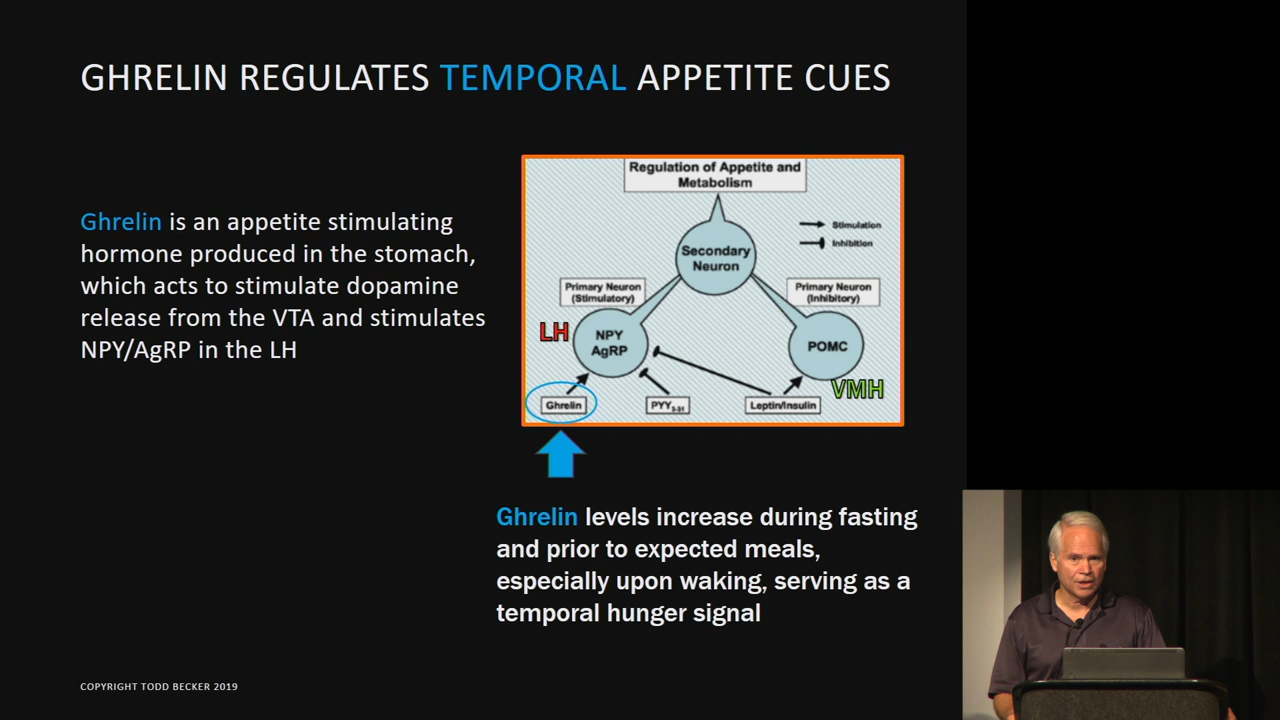 GHRELIN REGULATES TEMPORAL APPETITE CUES
Ghrelin is an appetite stimulating
hormone produced in the stomach,
which acts to stimulate dopamine
release from the VTA and stimulates
NPY/AgRP in the LH
Regulation of Appetite and
Metabolism
Stimulation
Inhibition
Secondary
Neuron
Primary Neuron
(Stimulatory)
Primary Neuron
(Inhibitory)
LH
NPY
AgRP
POMC
VMH
Ghrelin
PYY
Leptin/Insulin
Ghrelin levels increase during fasting
and prior to expected meals,
especially upon waking, serving as a
temporal hunger signal
COPYRIGHT TODD BECKER 2019